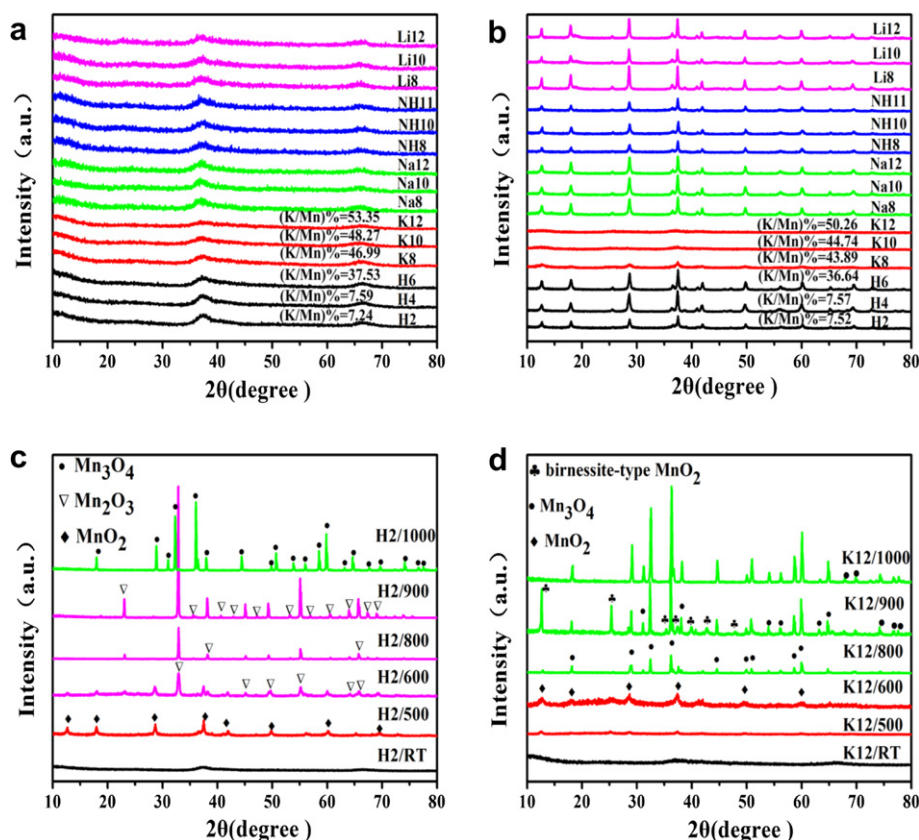 a
Intensity (a.u.)
Li12
Li10
Li8
NH11
NH10
NH8
Na12
Na10
Na8
(K/Mn)%=53.35 K12
(K/Mn)%=48.27 K10
(K/Mn)%=46.99 K8
(K/Mn)%=37.53 H6
(K/Mn)%=7.59 H4
(K/Mn)%=7.24 H2
10 20 30 40 50 60 70 80
2θ(degree )
b
Intensity (a.u.)
Li12
Li10
Li8
NH11
NH10
NH8
Na12
Na10
Na8
(K/Mn)%=50.26 K12
(K/Mn)%=44.74 K10
(K/Mn)%=43.89 K8
(K/Mn)%=36.64 H6
(K/Mn)%=7.57 H4
(K/Mn)%=7.52 H2
10 20 30 40 50 60 70 80
2θ(degree )
c
Intensity (a.u.)
• Mn3O4
▽ Mn2O3
♦ MnO2
H2/1000
H2/900
H2/800
H2/600
H2/500
H2/RT
10 20 30 40 50 60 70 80
2θ(degree )
d
Intensity (a.u.)
♣ birnessite-type MnO2
• Mn3O4
♦ MnO2
K12/1000
K12/900
K12/800
K12/600
K12/500
K12/RT
10 20 30 40 50 60 70 80
2θ(degree )